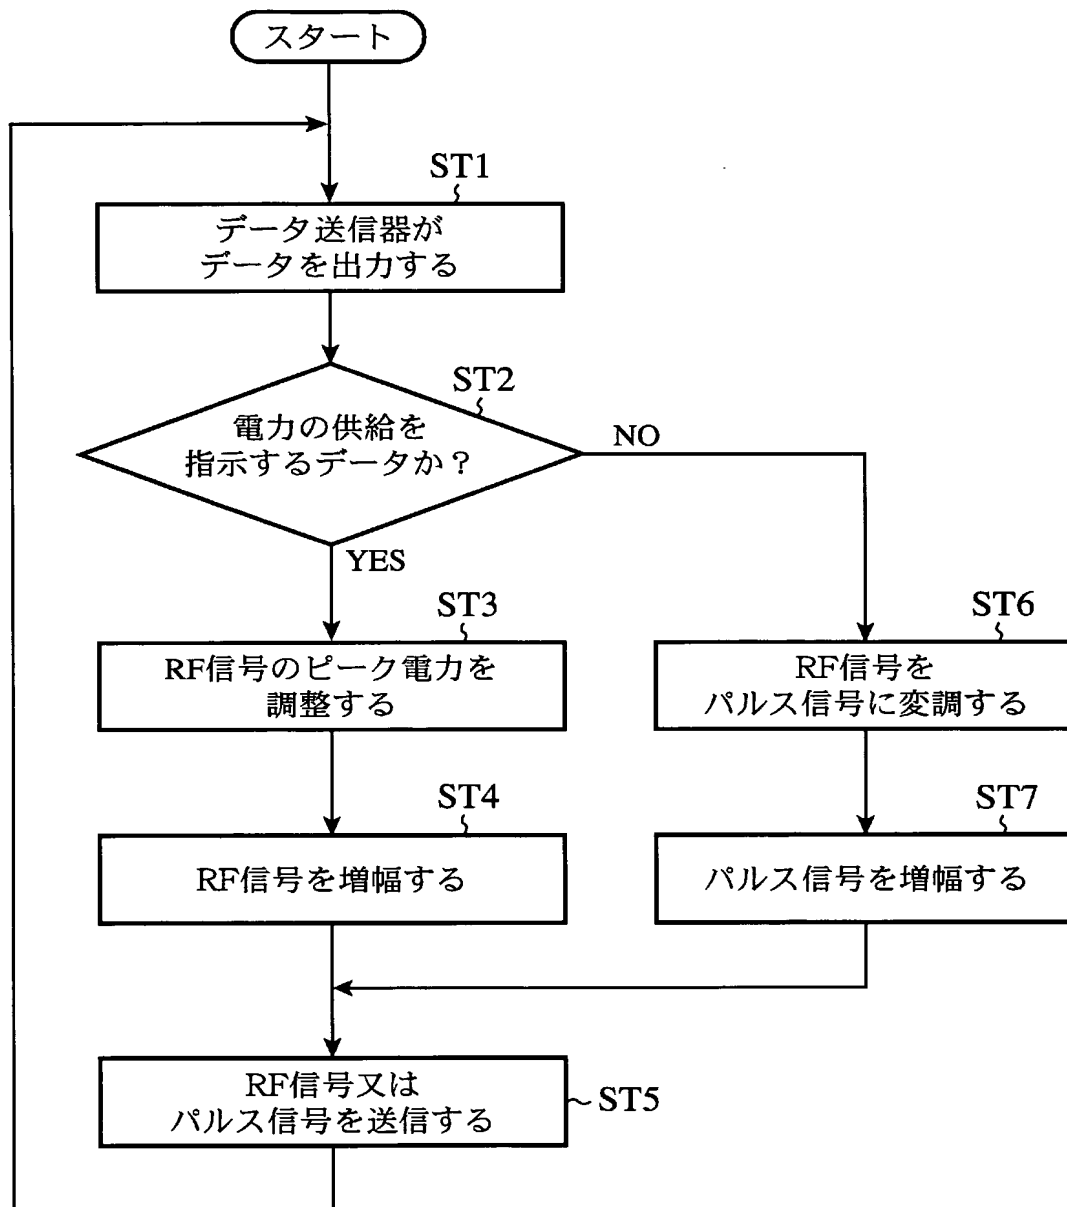 スタート
ST1
データ送信器が
データを出力する
ST2
電力の供給を
指示するデータか？
NO
YES
ST3
RF信号のピーク電力を
調整する
ST6
RF信号を
パルス信号に変調する
ST4
RF信号を増幅する
ST7
パルス信号を増幅する
RF信号又は
パルス信号を送信する
ST5